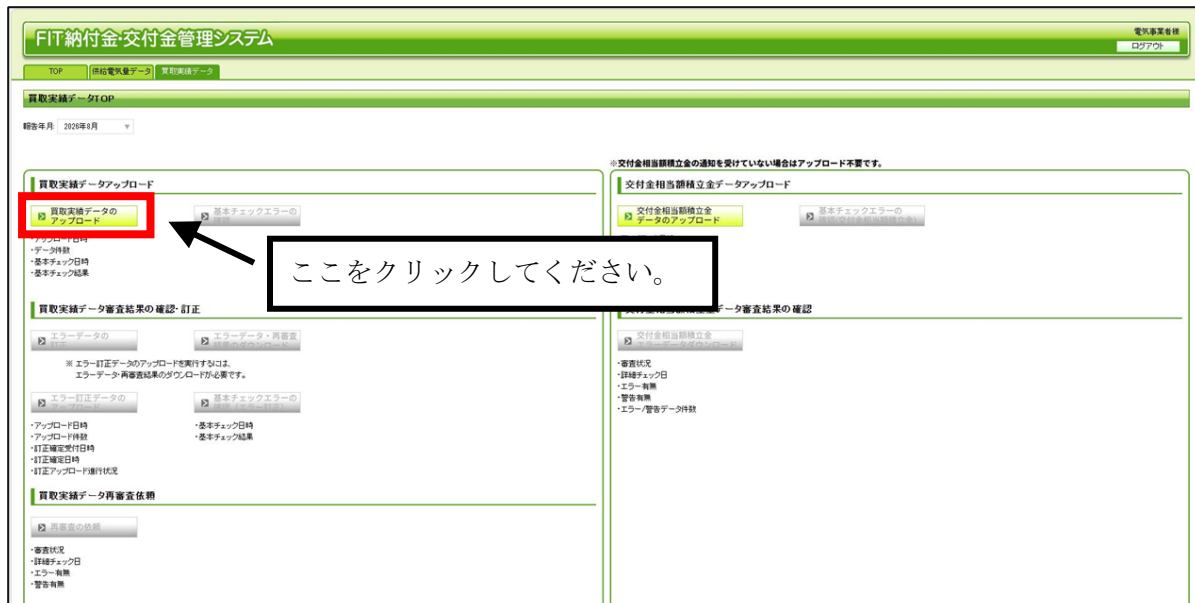 FIT納付金・交付金管理システム
電気事業者様
ログアウト
TOP
供給電気量データ
買取実績データ
買取実績データTOP
報告年月: 2026年8月
※交付金相当額積立金の通知を受けていない場合はアップロード不要です。
買取実績データアップロード
買取実績データの
アップロード
基本チェックエラーの
・データ件数
・基本チェック日時
・基本チェック結果
ここをクリックしてください。
買取実績データ審査結果の確認・訂正
エラーデータの
訂正
エラーデータ・再審査
結果のダウンロード
※ エラー訂正データのアップロードを実行するには、
エラーデータ・再審査結果のダウンロードが必要です。
エラー訂正データの
アップロード
基本チェックエラーの
・アップロード日時
・アップロード件数
・訂正確定受付日時
・訂正確定日時
・訂正アップロード進行状況
・基本チェック日時
・基本チェック結果
買取実績データ再審査依頼
再審査の依頼
・審査状況
・詳細チェック日
・エラー有無
・警告有無
交付金相当額積立金データアップロード
交付金相当額積立金
データのアップロード
基本チェックエラーの
データ審査結果の確認
交付金相当額積立金
エラーデータダウンロード
・審査状況
・詳細チェック日
・エラー有無
・警告有無
・エラー/警告データ件数